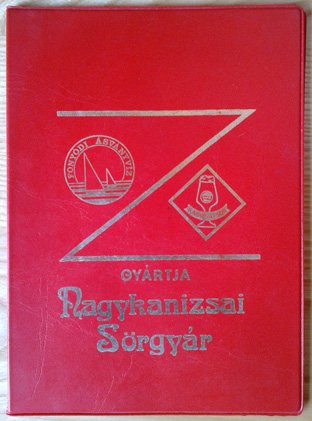 FONYÓDI ÁSVÁNYVÍZ
GYÁRTJA
Nagykanizsai
Sörgyár